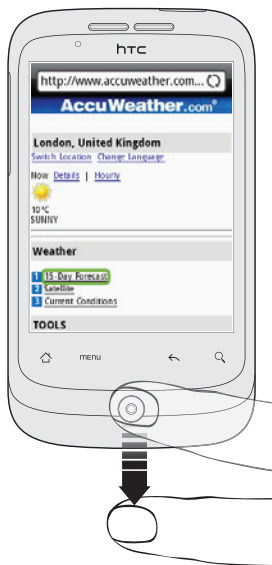 hTC
http://www.accuweather.com...
AccuWeather.com®
London, United Kingdom
Switch Location Change Language
Now Details | Hourly
10°C
SUNNY
Weather
1 15-Day Forecast
2 Satellite
3 Current Conditions
TOOLS
MENU